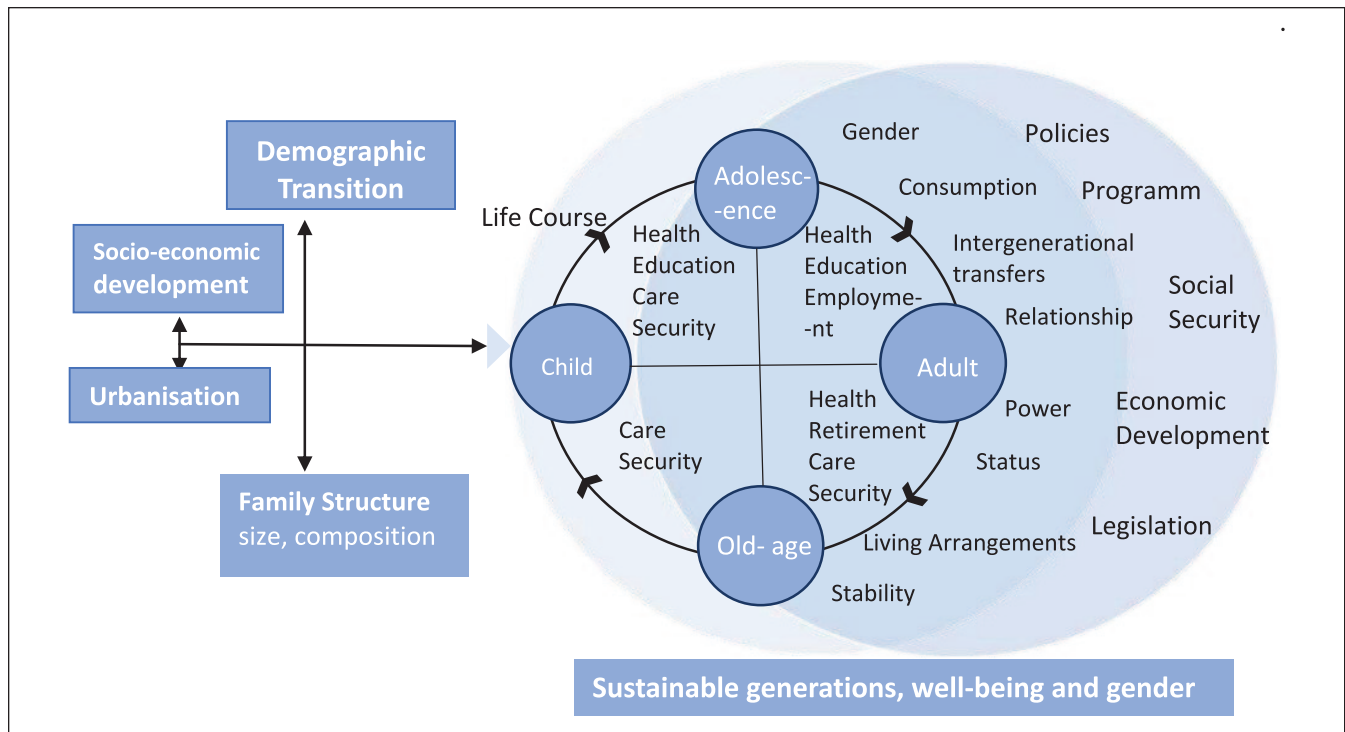 .
Demographic
Transition
Socio-economic
development
Urbanisation
Family Structure
size, composition
Life Course
Adolesc-
-ence
Child
Adult
Old- age
Health
Education
Care
Security
Health
Education
Employme-
-nt
Care
Security
Health
Retirement
Care
Security
Gender
Consumption
Intergenerational
transfers
Relationship
Power
Status
Living Arrangements
Stability
Policies
Programm
Social
Security
Economic
Development
Legislation
Sustainable generations, well-being and gender